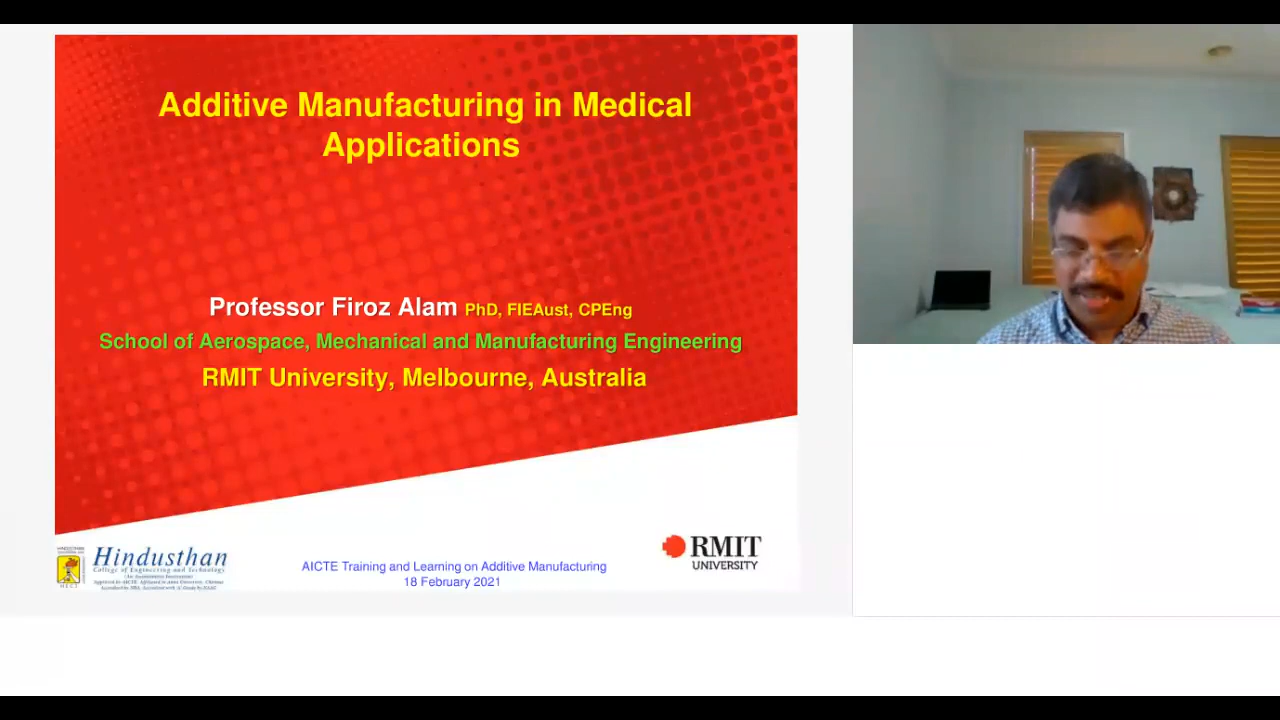 Additive Manufacturing in Medical
Applications
Professor Firoz Alam PhD, FIEAust, CPEng
School of Aerospace, Mechanical and Manufacturing Engineering
RMIT University, Melbourne, Australia
Hindusthan
College of Engineering and Technology
AICTE Training and Learning on Additive Manufacturing
18 February 2021
RMIT
UNIVERSITY